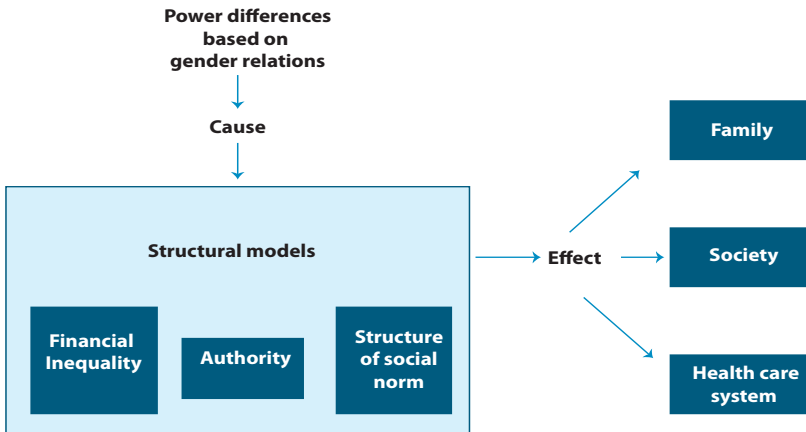 Power differences
based on
gender relations
Cause
Structural models
Financial
Inequality
Authority
Structure
of social
norm
Effect
Family
Society
Health care
system